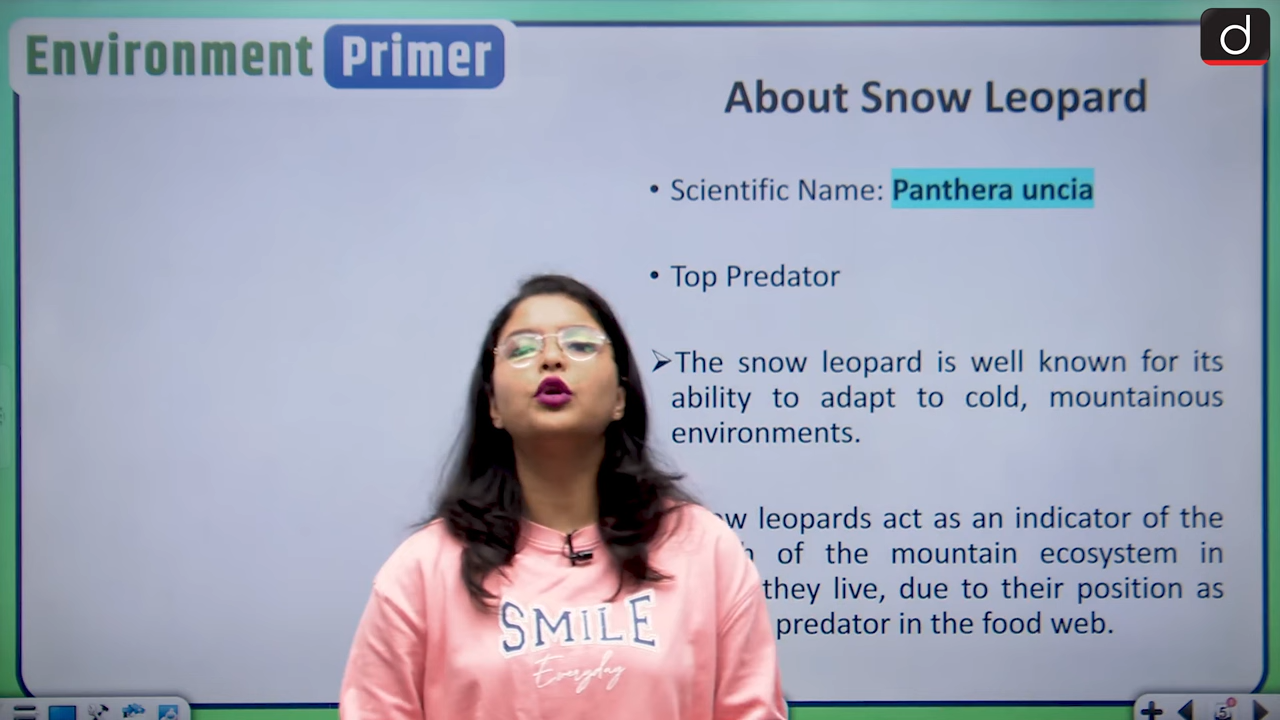 Environment Primer
d
About Snow Leopard
• Scientific Name: Panthera uncia
• Top Predator
➢The snow leopard is well known for its
ability to adapt to cold, mountainous
environments.
leopards act as an indicator of the
of the mountain ecosystem in
they live, due to their position as
predator in the food web.
SMILE
Everyday
5